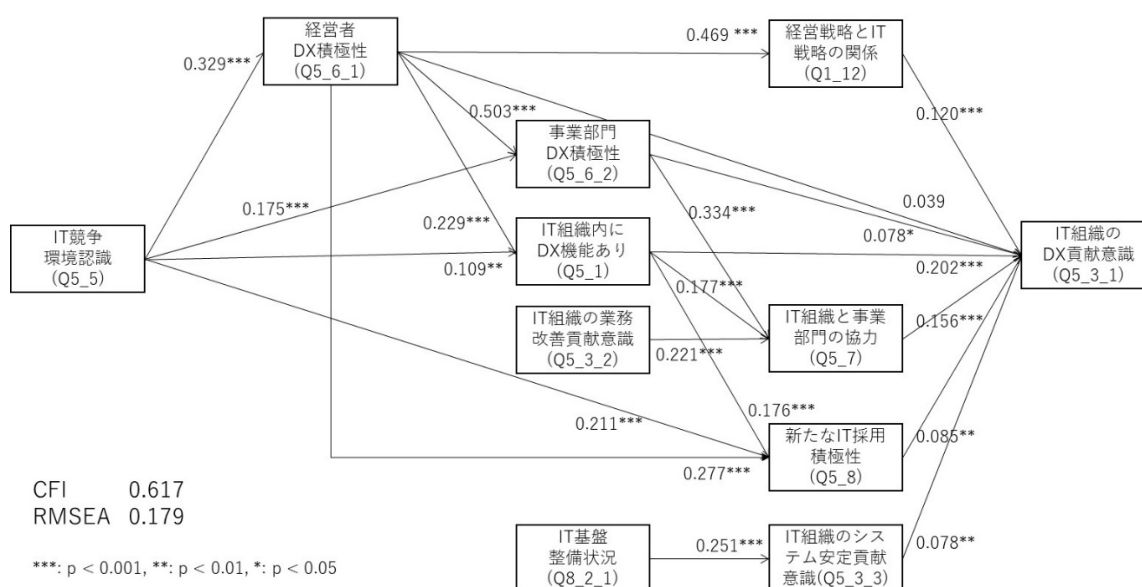 経営者
DX積極性
(Q5_6_1)
経営戦略とIT
戦略の関係
(Q1_12)
0.469 ***
0.329***
0.503***
0.120***
事業部門
DX積極性
(Q5_6_2)
0.175***
0.334***
0.039
0.229***
0.078*
IT競争
環境認識
(Q5_5)
IT組織内に
DX機能あり
(Q5_1)
IT組織の
DX貢献意識
(Q5_3_1)
0.109**
0.202***
0.177***
IT組織の業務
改善貢献意識
(Q5_3_2)
IT組織と事業
部門の協力
(Q5_7)
0.156***
0.221***
0.211***
0.176***
新たなIT採用
積極性
(Q5_8)
0.085**
0.277***
CFI 0.617
RMSEA 0.179
IT基盤
整備状況
(Q8_2_1)
0.251***
IT組織のシス
テム安定貢献
意識(Q5_3_3)
0.078**
***: p < 0.001, **: p < 0.01, *: p < 0.05